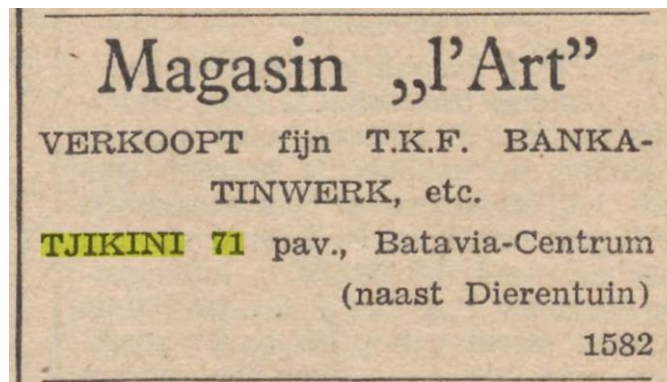 Magasin „l’Art”
VERKOOPT fijn T.K.F. BANKA-
TINWERK, etc.
TJIKINI 71 pav., Batavia-Centrum
(naast Dierentuin)
1582